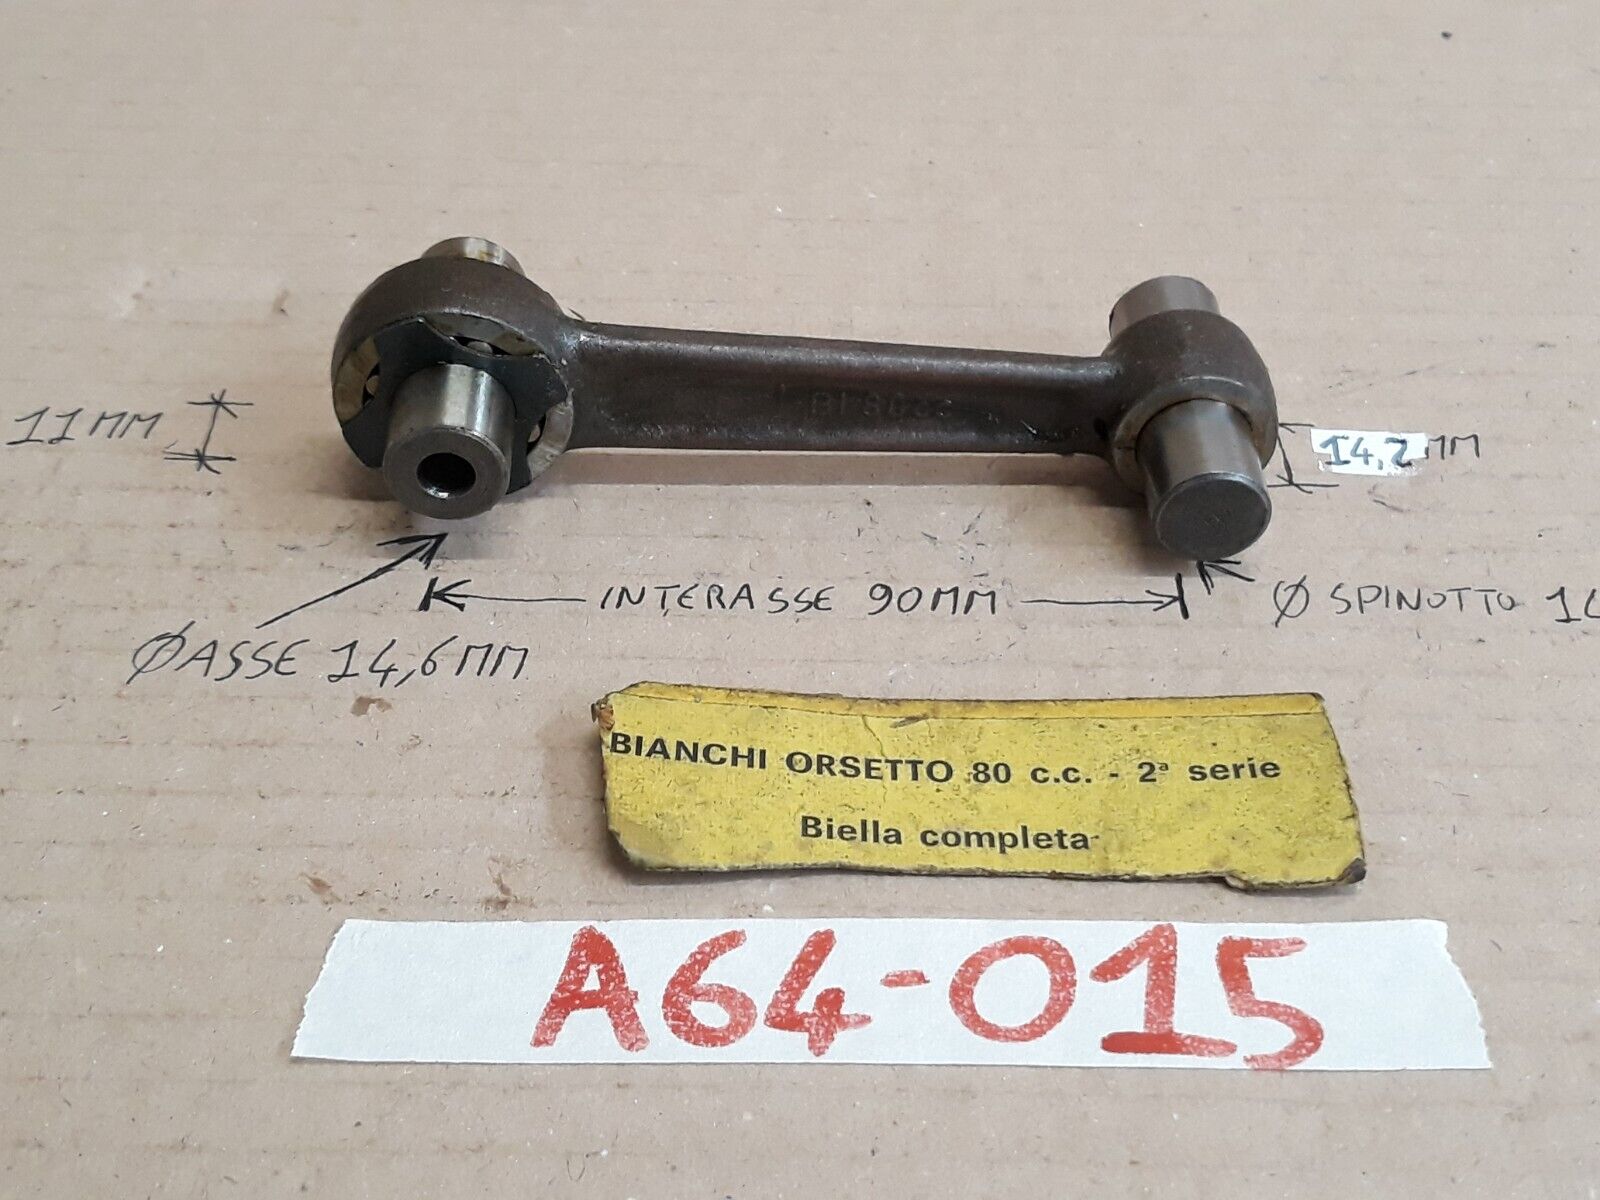 11MM
14,2MM
INTERASSE 90MM
Ø SPINOTTO
ØASSE 14,6MM
BIANCHI ORSETTO 80 c.c. - 2ª serie
Biella completa
A64-015